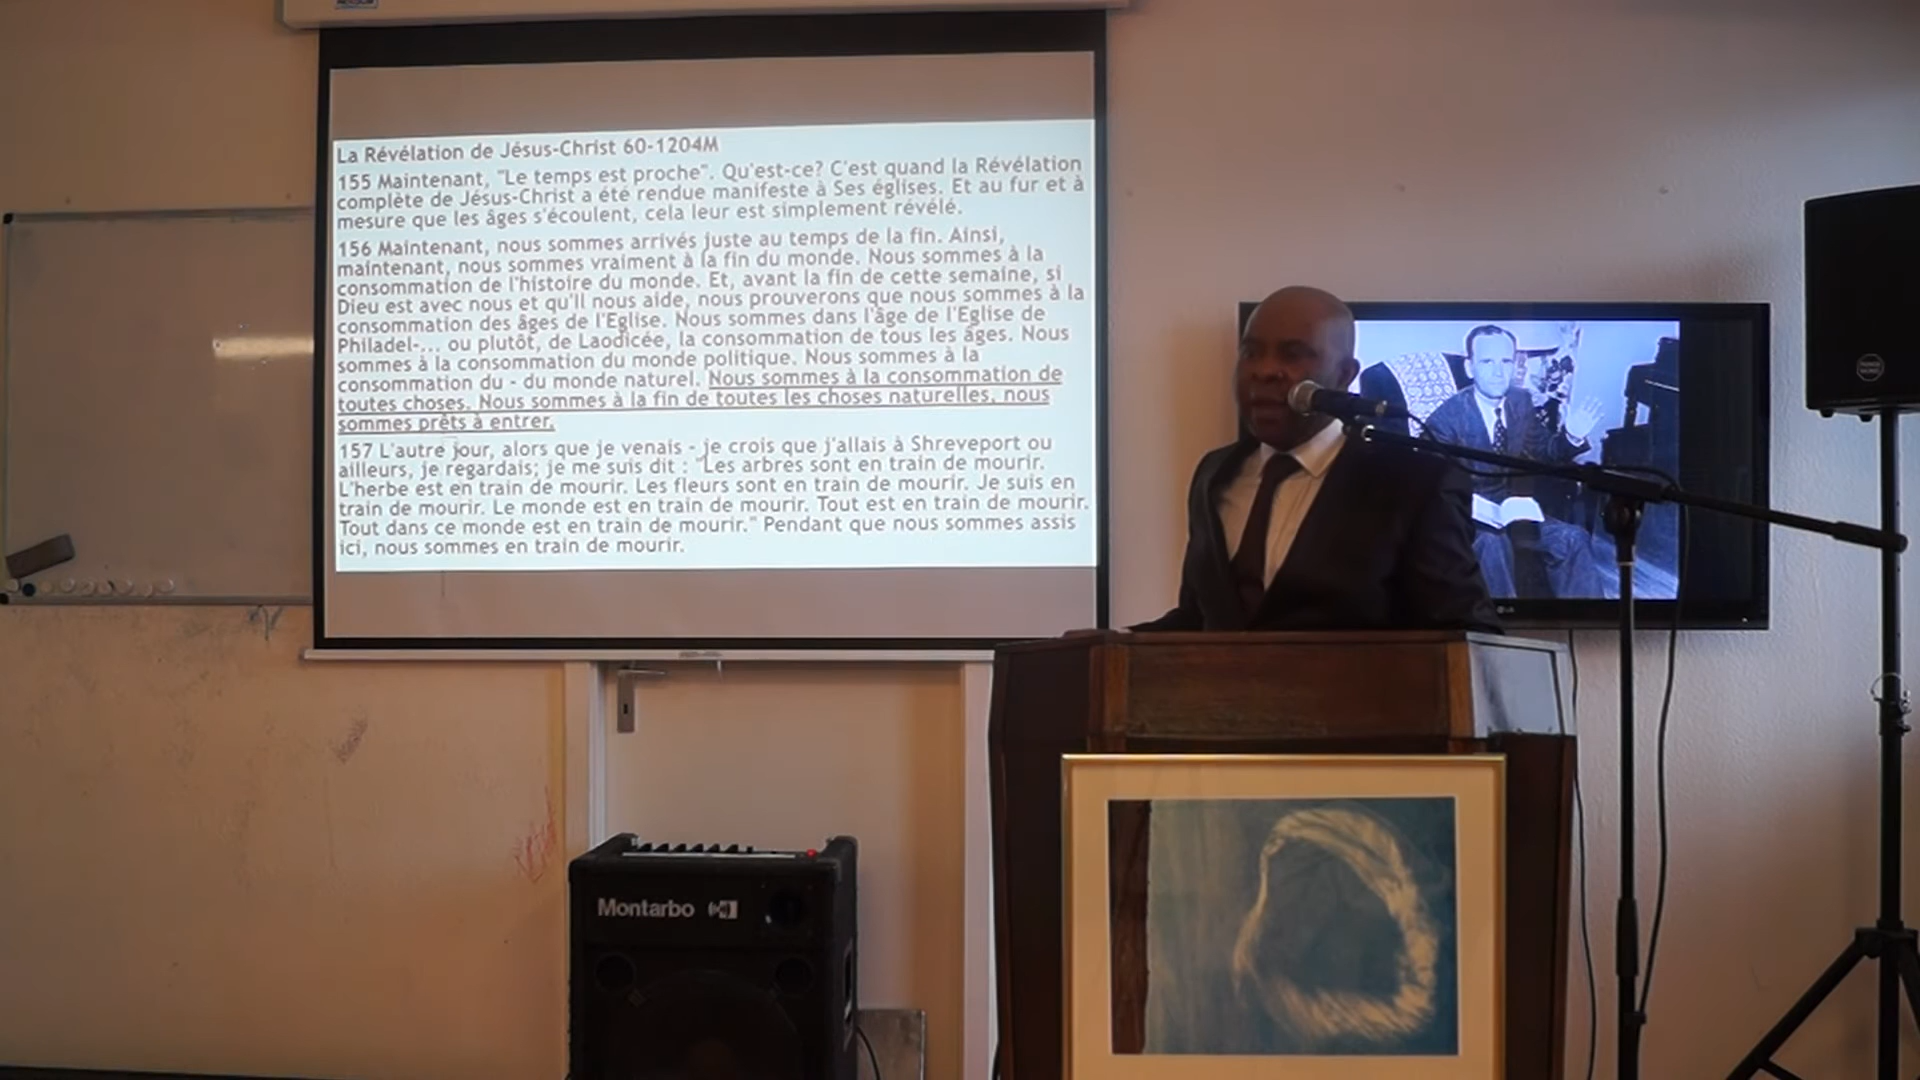 La Révélation de Jésus-Christ 60-1204M
155 Maintenant, "Le temps est proche". Qu'est-ce? C'est quand la Révélation
complète de Jésus-Christ a été rendue manifeste à Ses églises. Et au fur et à
mesure que les âges s'écoulent, cela leur est simplement révélé.
156 Maintenant, nous sommes arrivés juste au temps de la fin. Ainsi,
maintenant, nous sommes vraiment à la fin du monde. Nous sommes à la
consommation de l'histoire du monde. Et, avant la fin de cette semaine, si
Dieu est avec nous et qu'Il nous aide, nous prouverons que nous sommes à la
consommation des âges de l'Eglise. Nous sommes dans l'âge de l'Eglise de
Philadel-... ou plutôt, de Laodicée, la consommation de tous les âges. Nous
sommes à la consommation du monde politique. Nous sommes à la
consommation du - du monde naturel. Nous sommes à la consommation de
toutes choses. Nous sommes à la fin de toutes les choses naturelles, nous
sommes prêts à entrer.
157 L'autre jour, alors que je venais - je crois que j'allais à Shreveport ou
ailleurs, je regardais; je me suis dit : "Les arbres sont en train de mourir.
L'herbe est en train de mourir. Les fleurs sont en train de mourir. Je suis en
train de mourir. Le monde est en train de mourir. Tout est en train de mourir.
Tout dans ce monde est en train de mourir." Pendant que nous sommes assis
ici, nous sommes en train de mourir.
LG
Montarbo